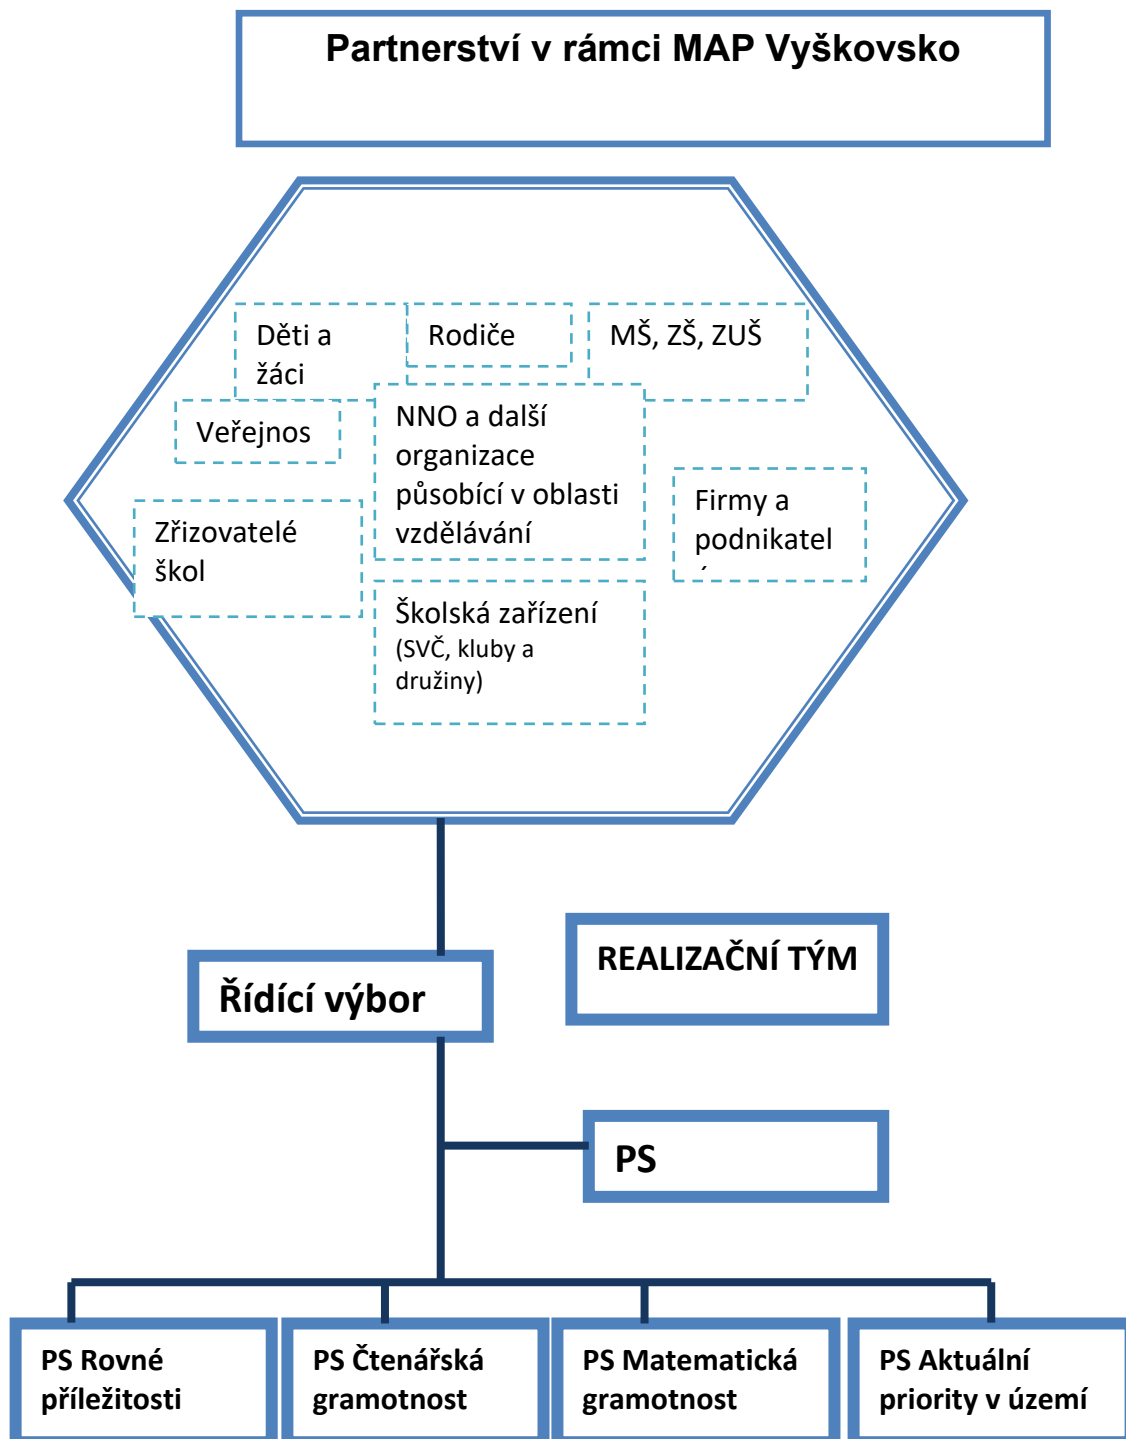 Partnerství v rámci MAP Vyškovsko
Děti a
žáci
Rodiče
MŠ, ZŠ, ZUŠ
Veřejnos
NNO a další
organizace
působící v oblasti
vzdělávání
Firmy a
podnikatel
Zřizovatelé
škol
Školská zařízení
(SVČ, kluby a
družiny)
REALIZAČNÍ TÝM
Řídící výbor
PS
PS Rovné
příležitosti
PS Čtenářská
gramotnost
PS Matematická
gramotnost
PS Aktuální
priority v území